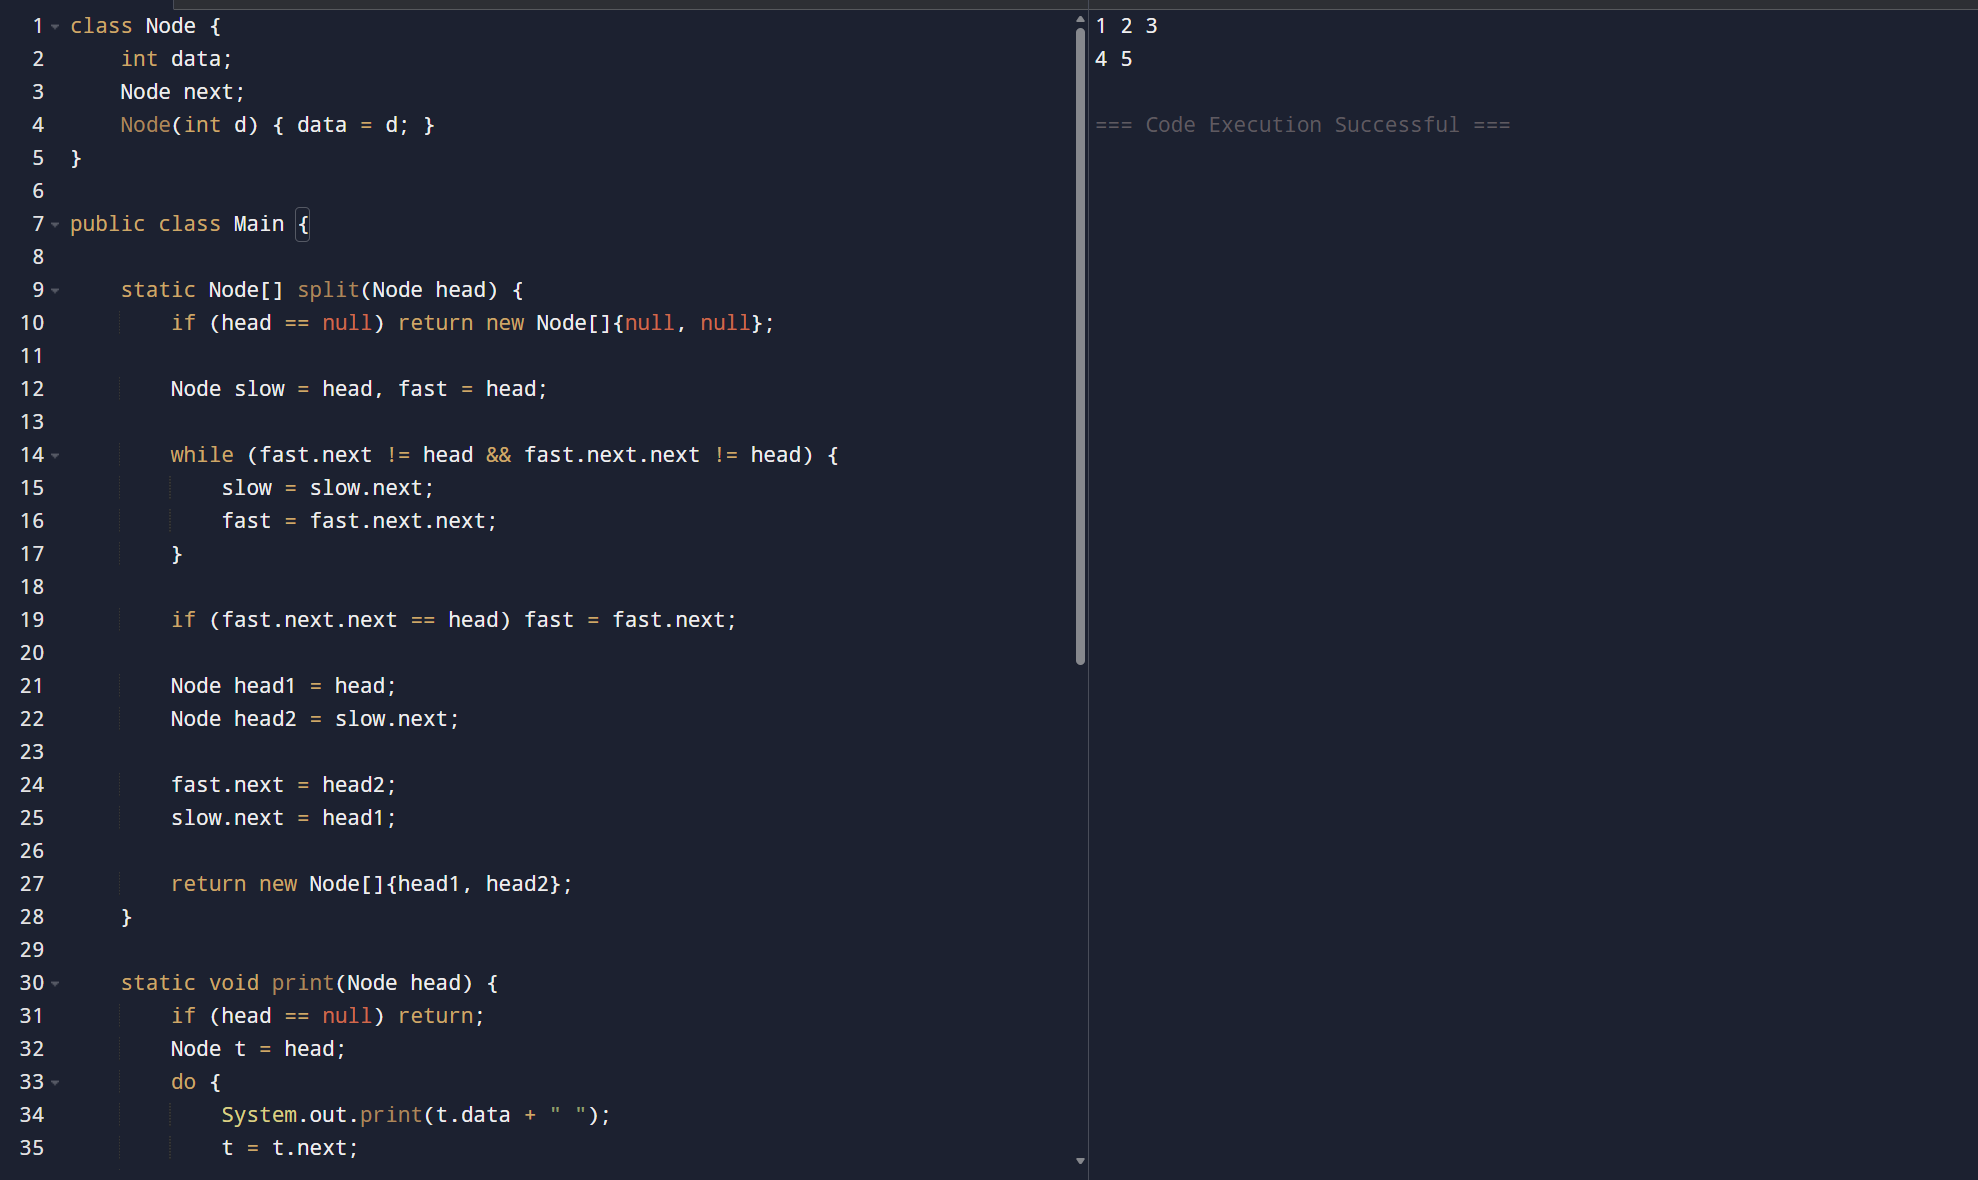 1 class Node {
2     int data;
3     Node next;
4     Node(int d) { data = d; }
5 }
6
7 public class Main {
8
9     static Node[] split(Node head) {
10         if (head == null) return new Node[]{null, null};
11
12         Node slow = head, fast = head;
13
14         while (fast.next != head && fast.next.next != head) {
15             slow = slow.next;
16             fast = fast.next.next;
17         }
18
19         if (fast.next.next == head) fast = fast.next;
20
21         Node head1 = head;
22         Node head2 = slow.next;
23
24         fast.next = head2;
25         slow.next = head1;
26
27         return new Node[]{head1, head2};
28     }
29
30     static void print(Node head) {
31         if (head == null) return;
32         Node t = head;
33         do {
34             System.out.print(t.data + " ");
35             t = t.next;
1 2 3
4 5
=== Code Execution Successful ===